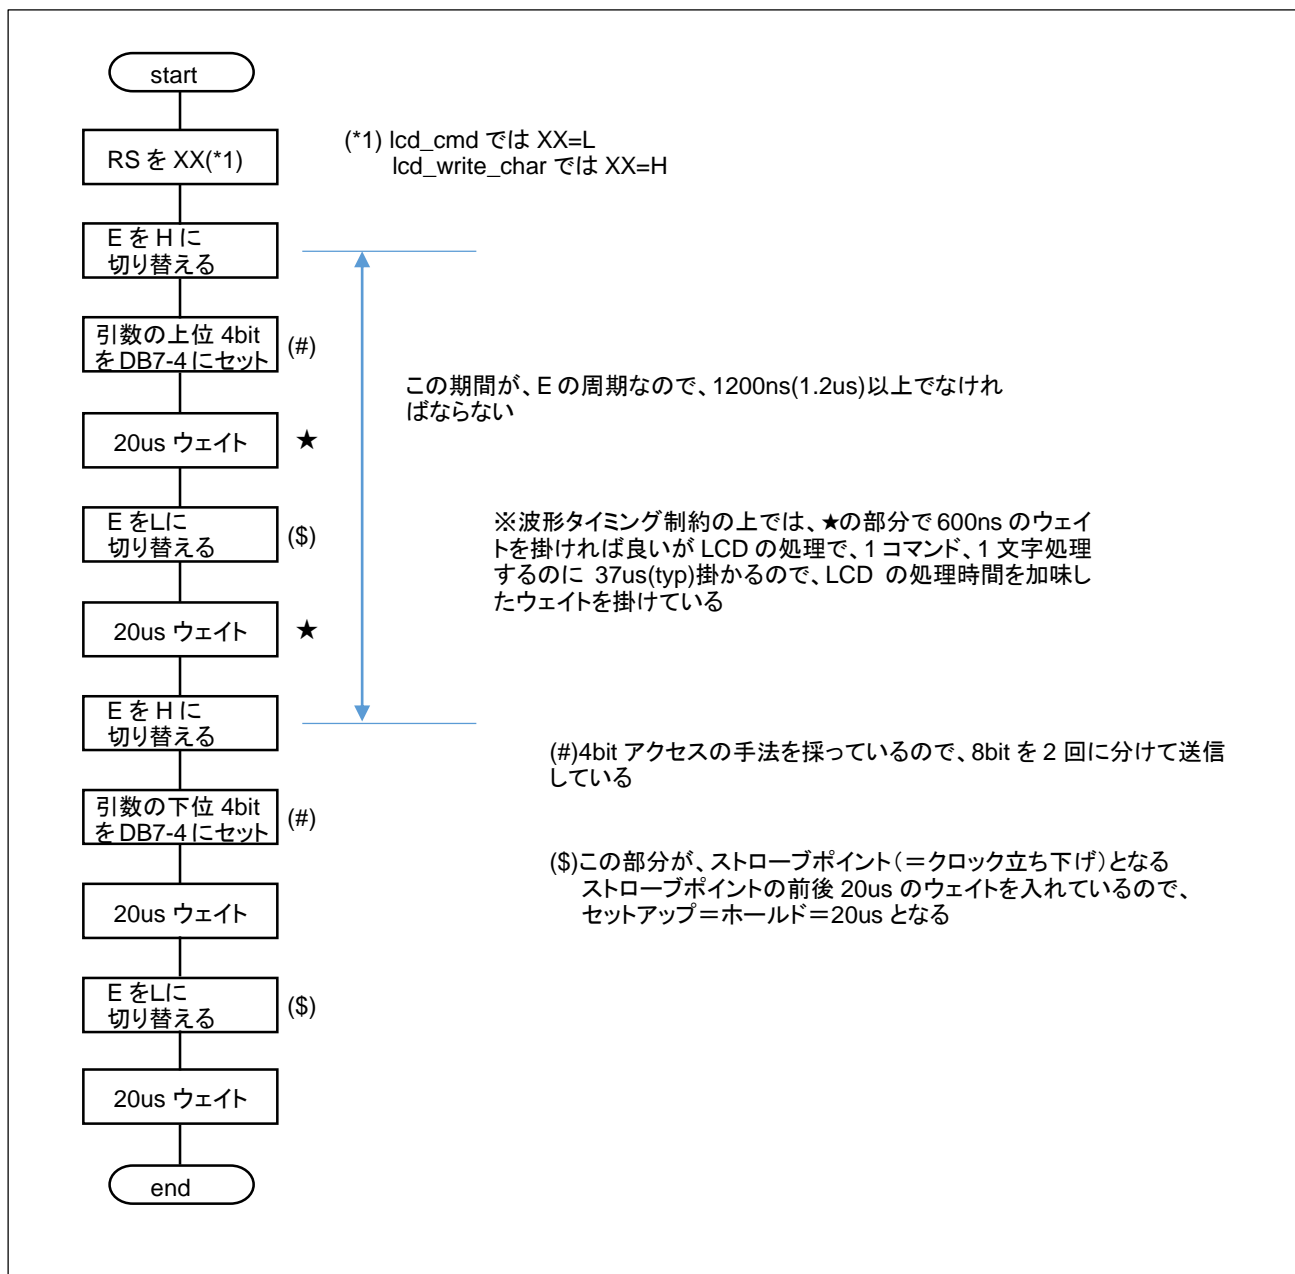 start
RS を XX(*1)
(*1) lcd_cmd では XX=L
lcd_write_char では XX=H
E を H に
切り替える
引数の上位 4bit
を DB7-4 にセット
(#)
この期間が、E の周期なので、1200ns(1.2us)以上でなけれ
ばならない
20us ウェイト
★
E をLに
切り替える
($)
※波形タイミング制約の上では、★の部分で 600ns のウェイ
トを掛ければ良いが LCD の処理で、1 コマンド、1 文字処理
するのに 37us(typ)掛かるので、LCD の処理時間を加味し
たウェイトを掛けている
20us ウェイト
★
E を H に
切り替える
(#)4bit アクセスの手法を採っているので、8bit を 2 回に分けて送信
している
引数の下位 4bit
を DB7-4 にセット
(#)
($)この部分が、ストローブポイント(=クロック立ち下げ)となる
ストローブポイントの前後 20us のウェイトを入れているので、
セットアップ=ホールド=20us となる
20us ウェイト
E をLに
切り替える
($)
20us ウェイト
end